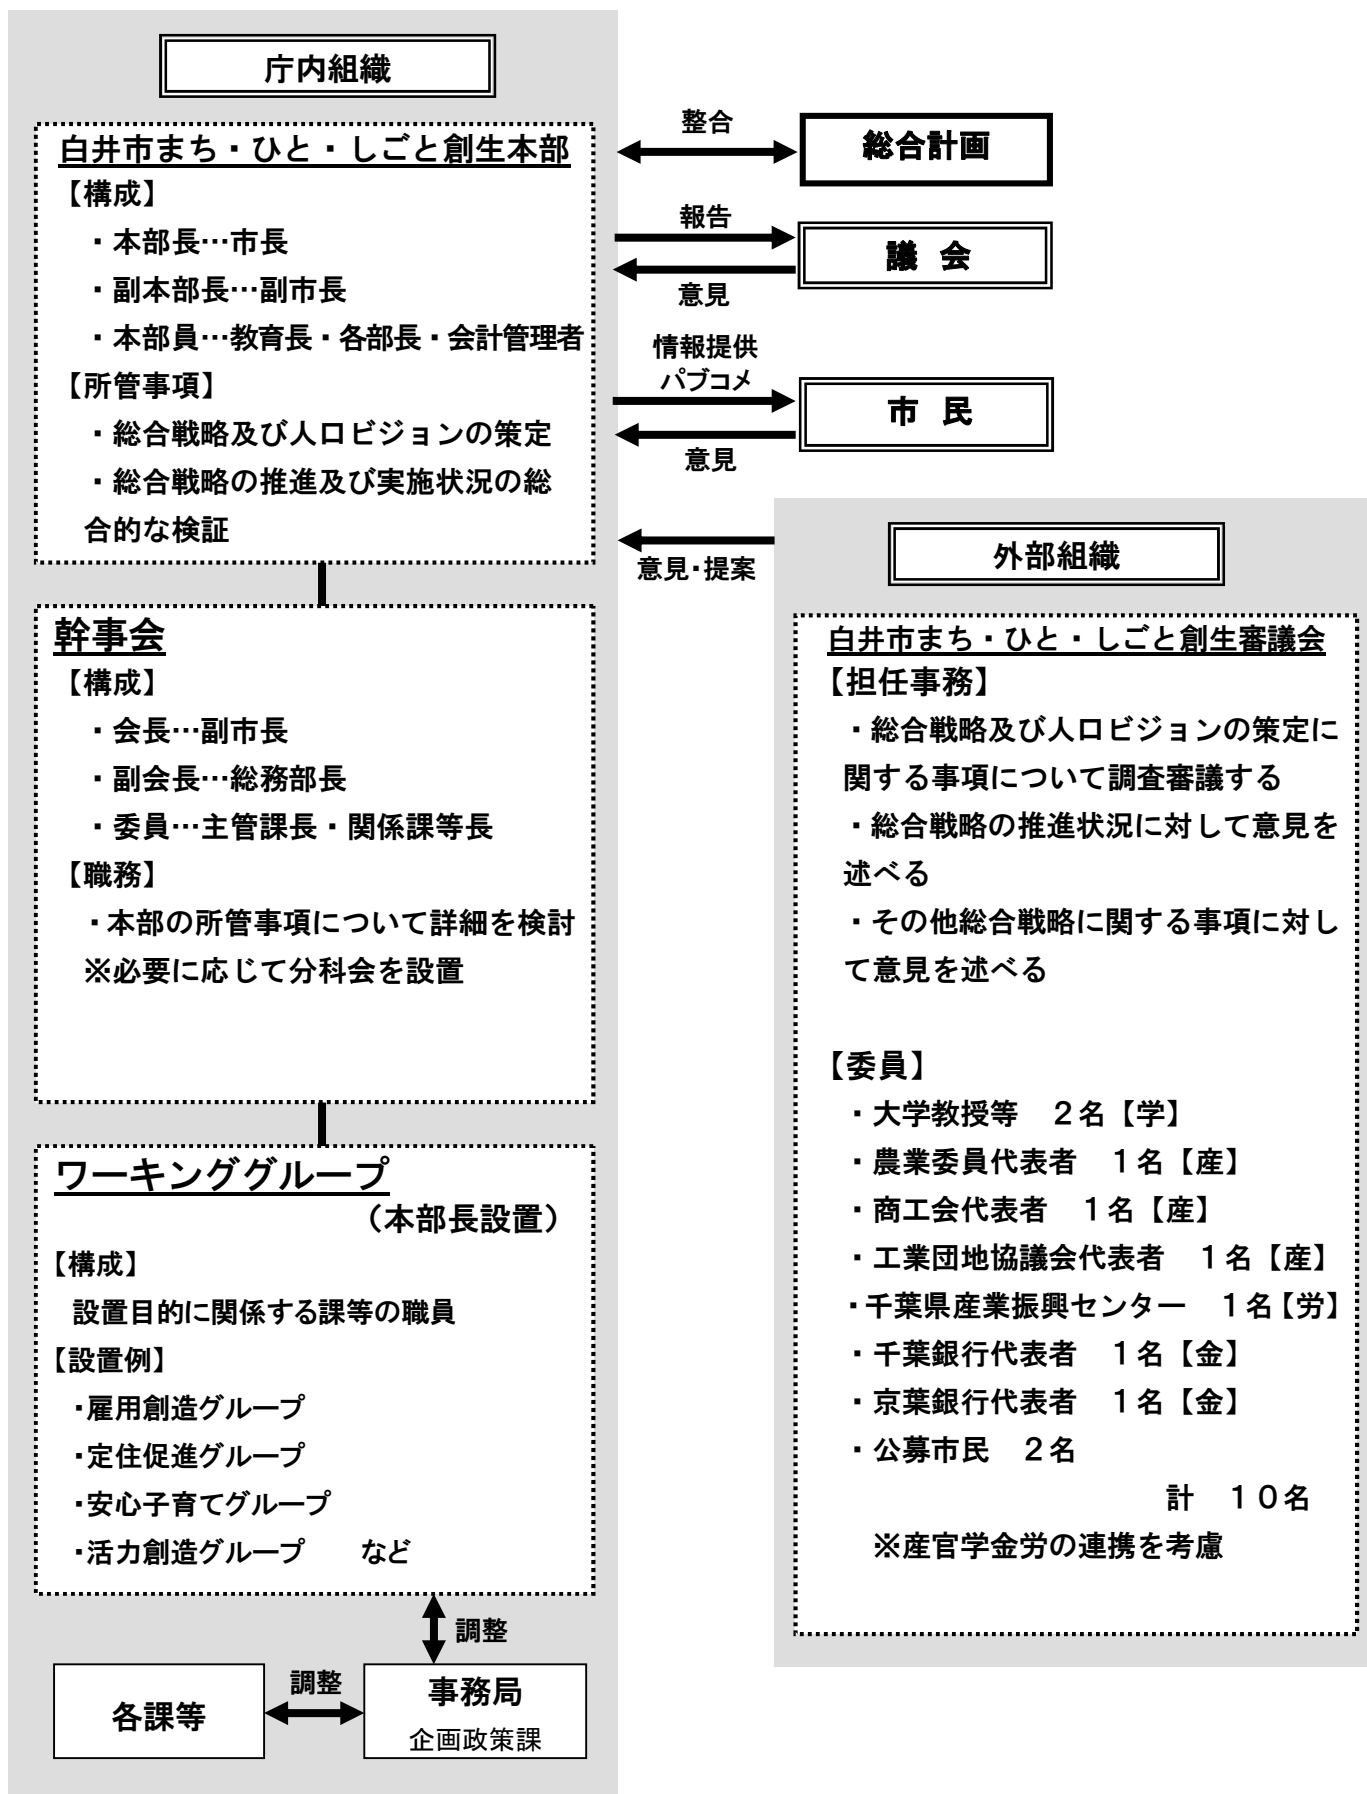 庁内組織
白井市まち・ひと・しごと創生本部
【構成】
・本部長…市長
・副本部長…副市長
・本部員…教育長・各部長・会計管理者
【所管事項】
・総合戦略及び人口ビジョンの策定
・総合戦略の推進及び実施状況の総
合的な検証
幹事会
【構成】
・会長…副市長
・副会長…総務部長
・委員…主管課長・関係課等長
【職務】
・本部の所管事項について詳細を検討
※必要に応じて分科会を設置
ワーキンググループ
（本部長設置）
【構成】
設置目的に関係する課等の職員
【設置例】
・雇用創造グループ
・定住促進グループ
・安心子育てグループ
・活力創造グループ　　など
調整
各課等
調整
事務局
企画政策課
整合
総合計画
報告
議　会
意見
情報提供
パブコメ
市　民
意見
意見・提案
外部組織
白井市まち・ひと・しごと創生審議会
【担任事務】
・総合戦略及び人口ビジョンの策定に
関する事項について調査審議する
・総合戦略の推進状況に対して意見を
述べる
・その他総合戦略に関する事項に対し
て意見を述べる
【委員】
・大学教授等　２名【学】
・農業委員代表者　１名【産】
・商工会代表者　１名【産】
・工業団地協議会代表者　１名【産】
・千葉県産業振興センター　１名【労】
・千葉銀行代表者　１名【金】
・京葉銀行代表者　１名【金】
・公募市民　２名
計　１０名
※産官学金労の連携を考慮